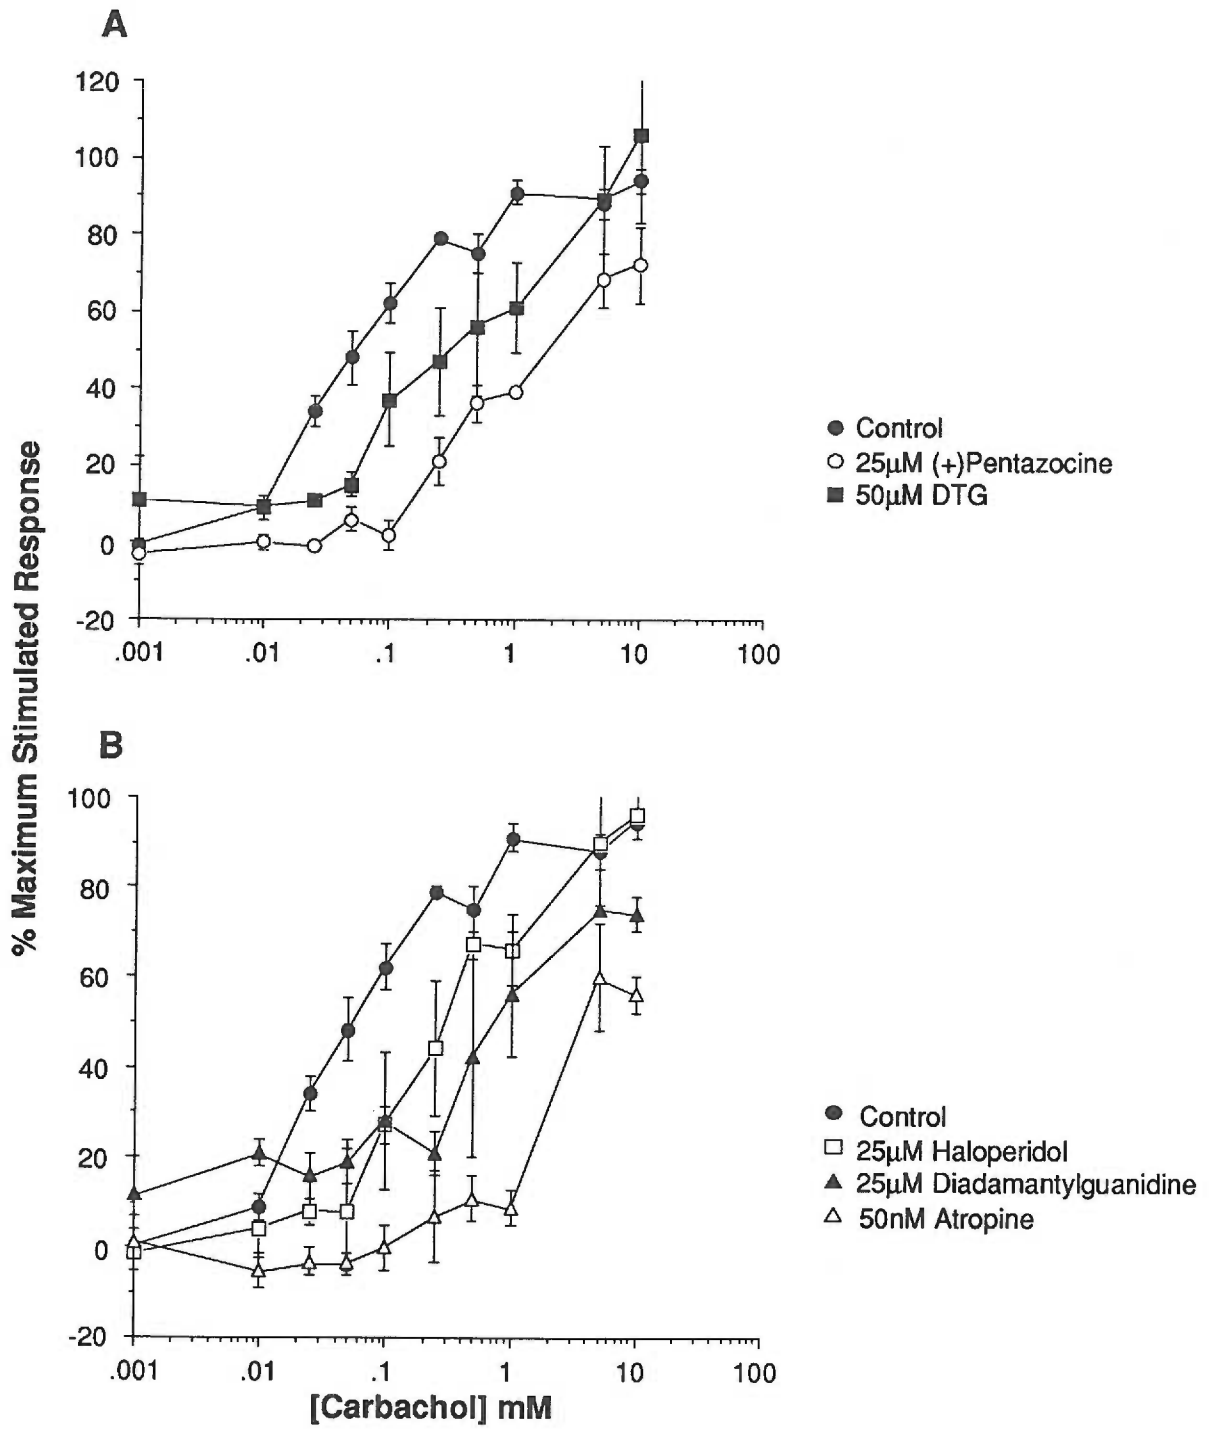 A
120
100
80
60
40
20
0
-20
.001 .01 .1 1 10 100
Control
25µM (+)Pentazocine
50µM DTG
% Maximum Stimulated Response
B
100
80
60
40
20
0
-20
.001 .01 .1 1 10 100
Control
25µM Haloperidol
25µM Diadamantylguanidine
50nM Atropine
[Carbachol] mM